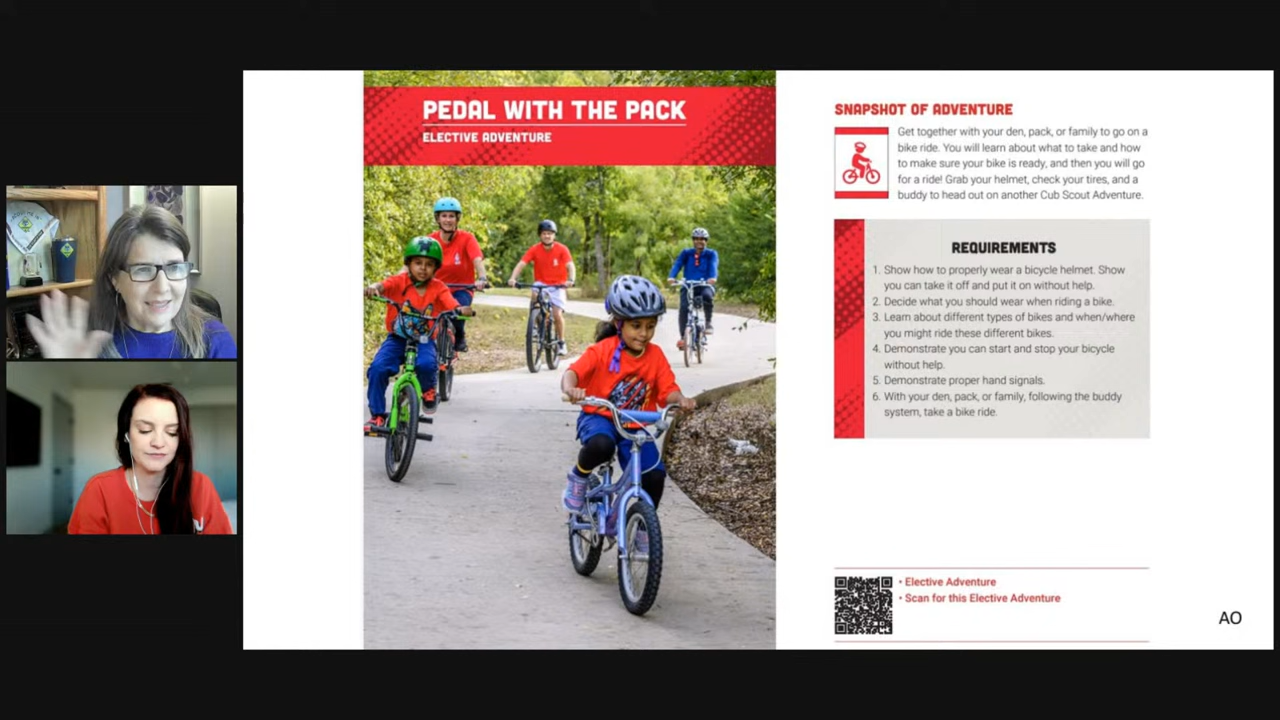 PEDAL WITH THE PACK
ELECTIVE ADVENTURE
SNAPSHOT OF ADVENTURE
Get together with your den, pack, or family to go on a
bike ride. You will learn about what to take and how
to make sure your bike is ready, and then you will go
for a ride! Grab your helmet, check your tires, and a
buddy to head out on another Cub Scout Adventure.
REQUIREMENTS
1. Show how to properly wear a bicycle helmet. Show
you can take it off and put it on without help.
2. Decide what you should wear when riding a bike.
3. Learn about different types of bikes and when/where
you might ride these different bikes.
4. Demonstrate you can start and stop your bicycle
without help.
5. Demonstrate proper hand signals.
6. With your den, pack, or family, following the buddy
system, take a bike ride.
• Elective Adventure
• Scan for this Elective Adventure
AO